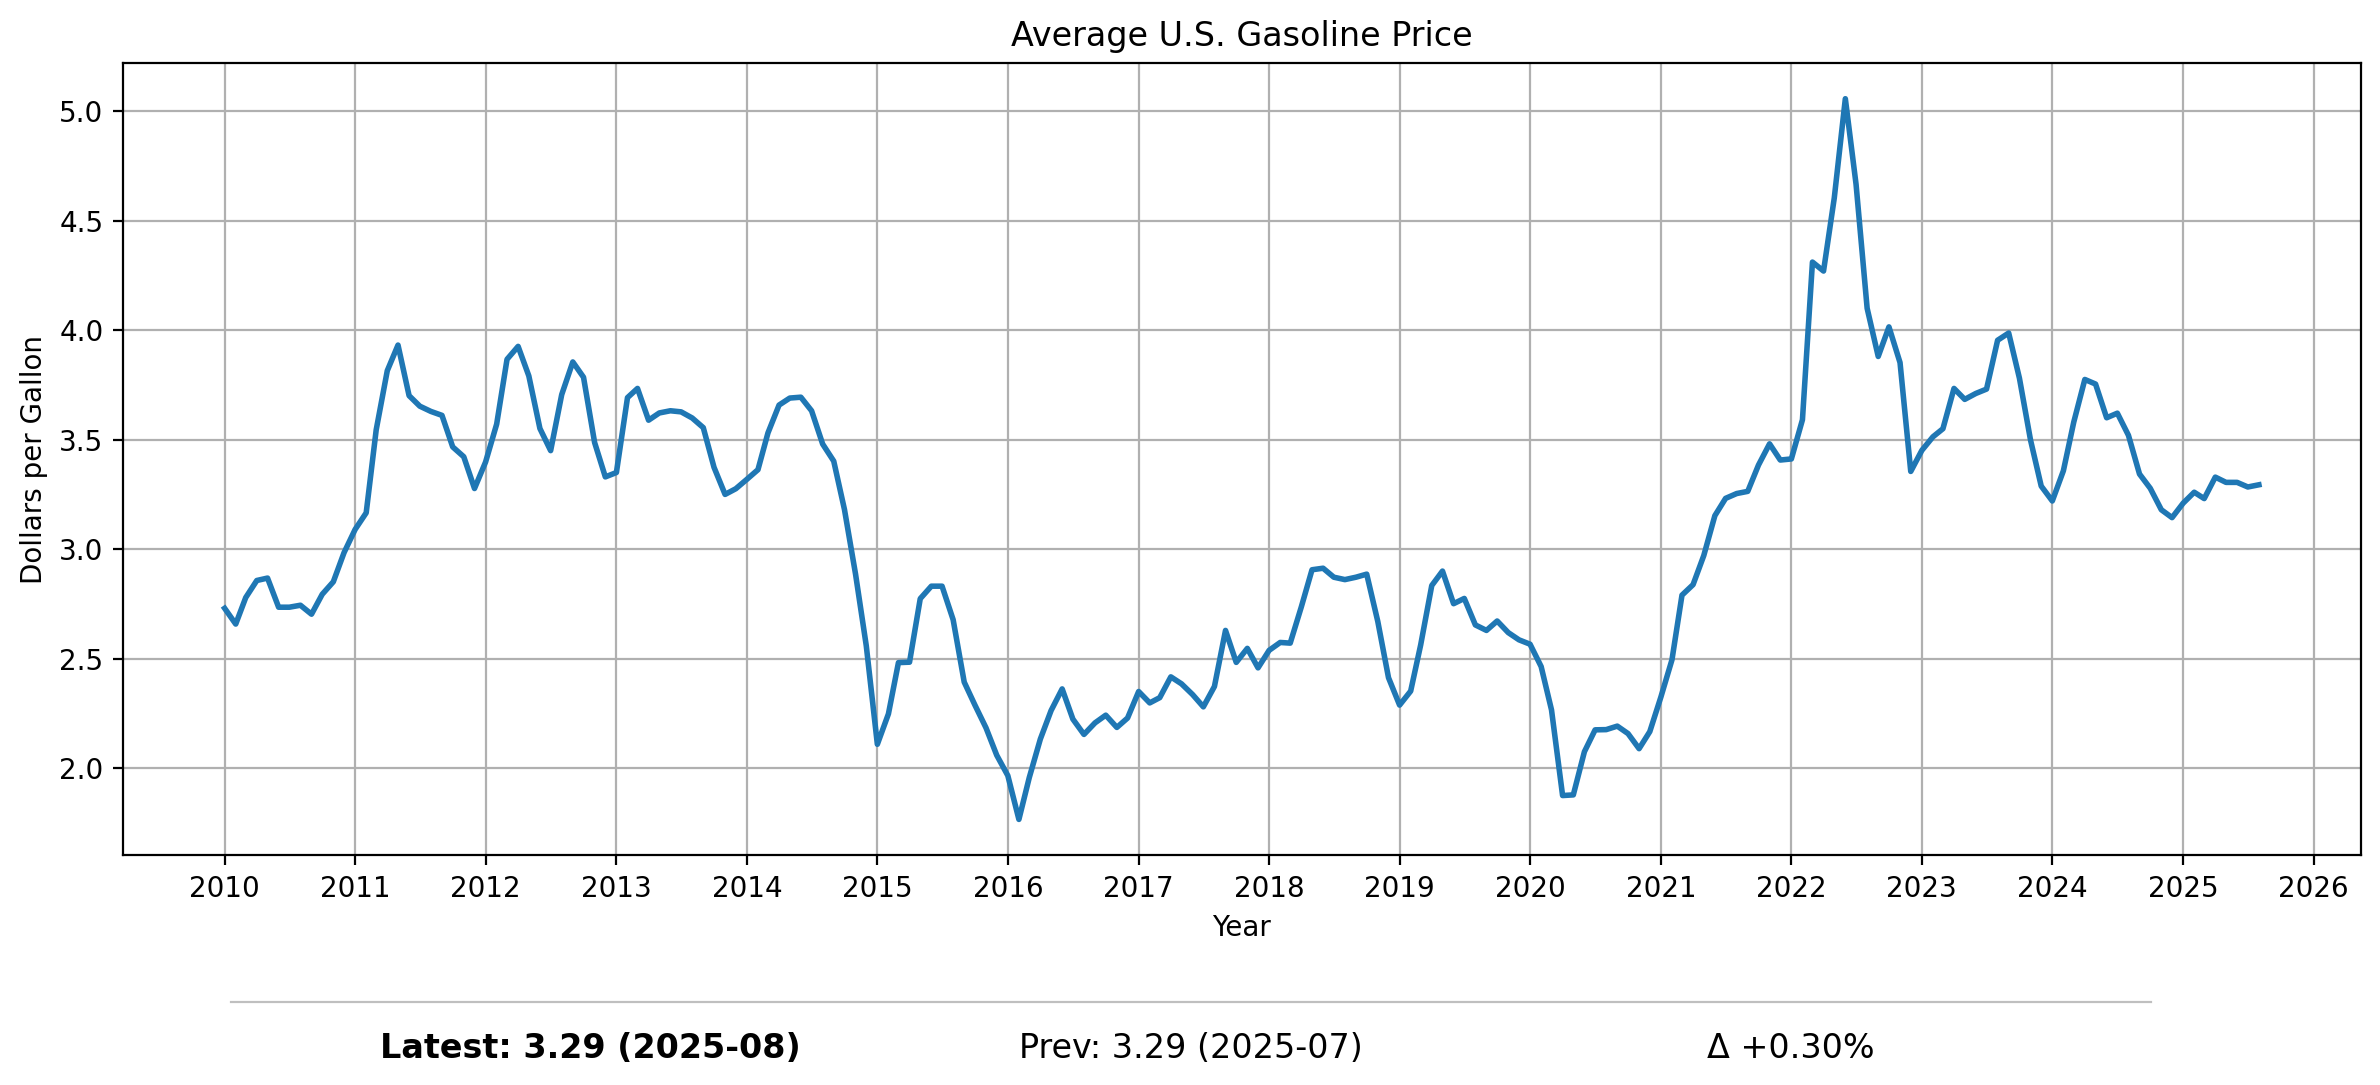 Average U.S. Gasoline Price
Dollars per Gallon
5.0
4.5
4.0
3.5
3.0
2.5
2.0
2010 2011 2012 2013 2014 2015 2016 2017 2018 2019 2020 2021 2022 2023 2024 2025 2026
Year
Latest: 3.29 (2025-08) Prev: 3.29 (2025-07) Δ +0.30%